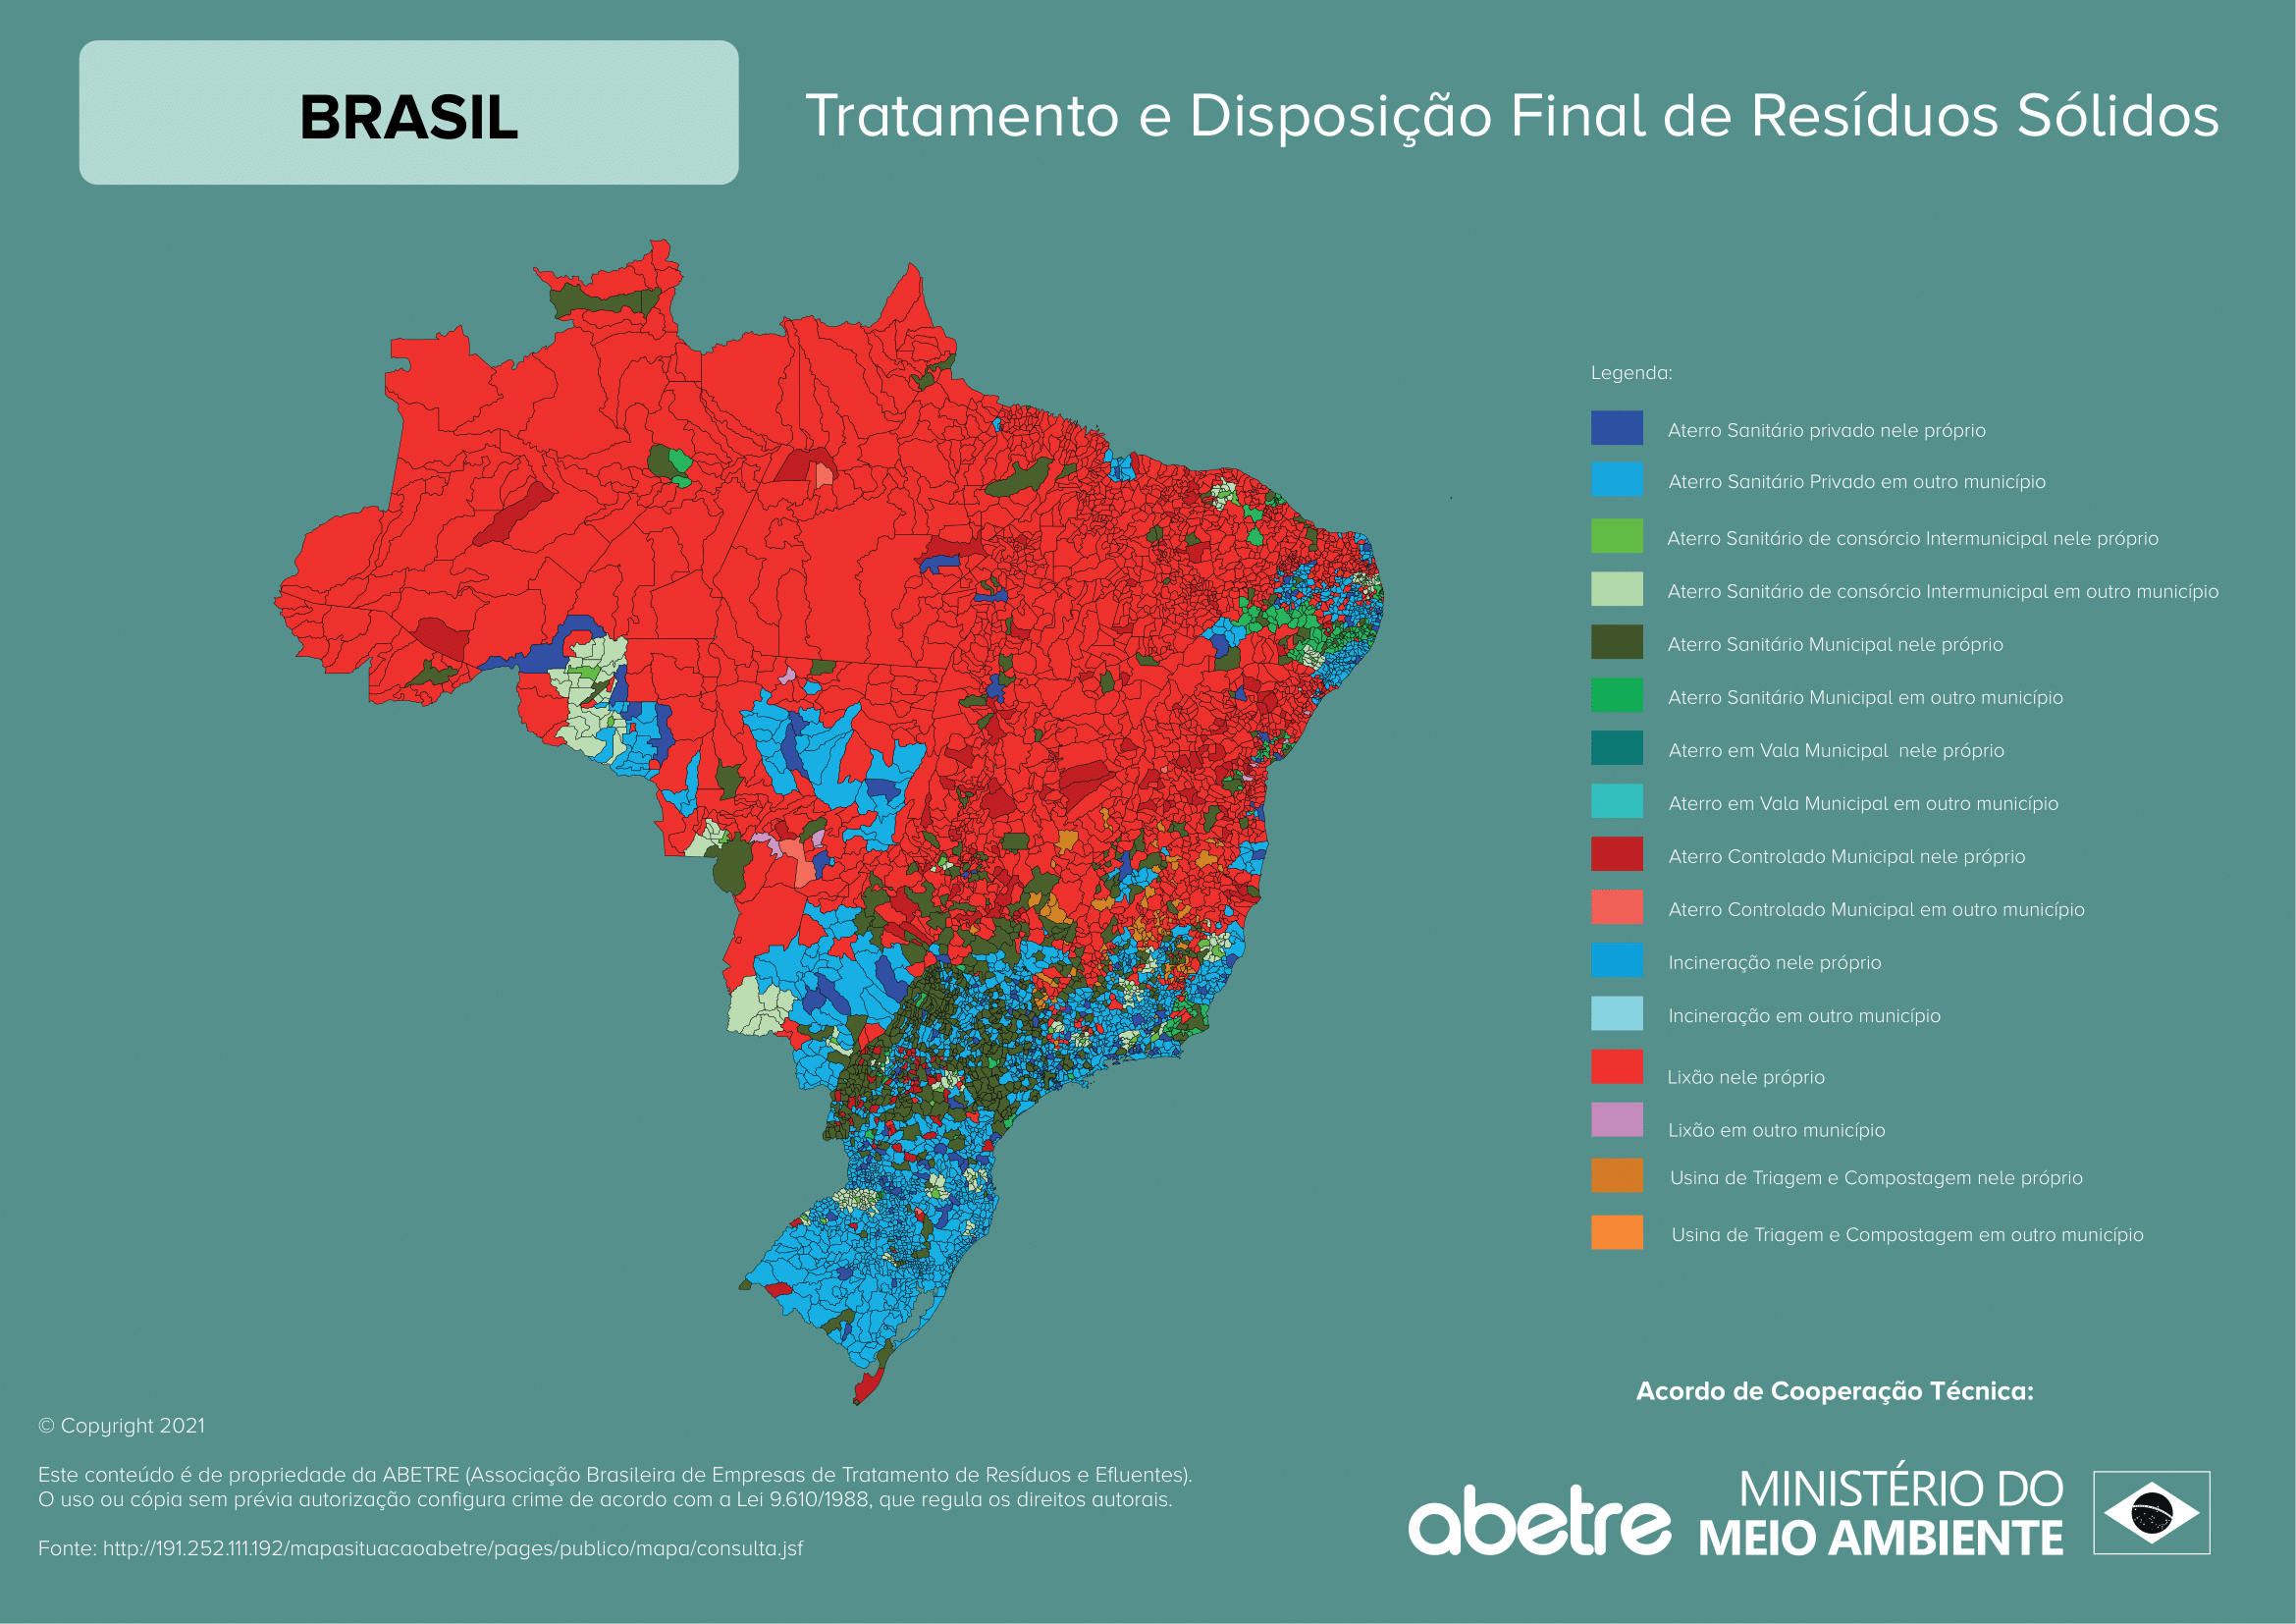 BRASIL
Tratamento e Disposição Final de Resíduos Sólidos
Legenda:
Aterro Sanitário privado nele próprio
Aterro Sanitário Privado em outro município
Aterro Sanitário de consórcio Intermunicipal nele próprio
Aterro Sanitário de consórcio Intermunicipal em outro município
Aterro Sanitário Municipal nele próprio
Aterro Sanitário Municipal em outro município
Aterro em Vala Municipal nele próprio
Aterro em Vala Municipal em outro município
Aterro Controlado Municipal nele próprio
Aterro Controlado Municipal em outro município
Incineração nele próprio
Incineração em outro município
Lixão nele próprio
Lixão em outro município
Usina de Triagem e Compostagem nele próprio
Usina de Triagem e Compostagem em outro município
© Copyright 2021
Este conteúdo é de propriedade da ABETRE (Associação Brasileira de Empresas de Tratamento de Resíduos e Efluentes).
O uso ou cópia sem prévia autorização configura crime de acordo com a Lei 9.610/1988, que regula os direitos autorais.
Fonte: http://191.252.111.192/mapasituacaoabetre/pages/publico/mapa/consulta.jsf
Acordo de Cooperação Técnica:
abetre
MINISTÉRIO DO
MEIO AMBIENTE